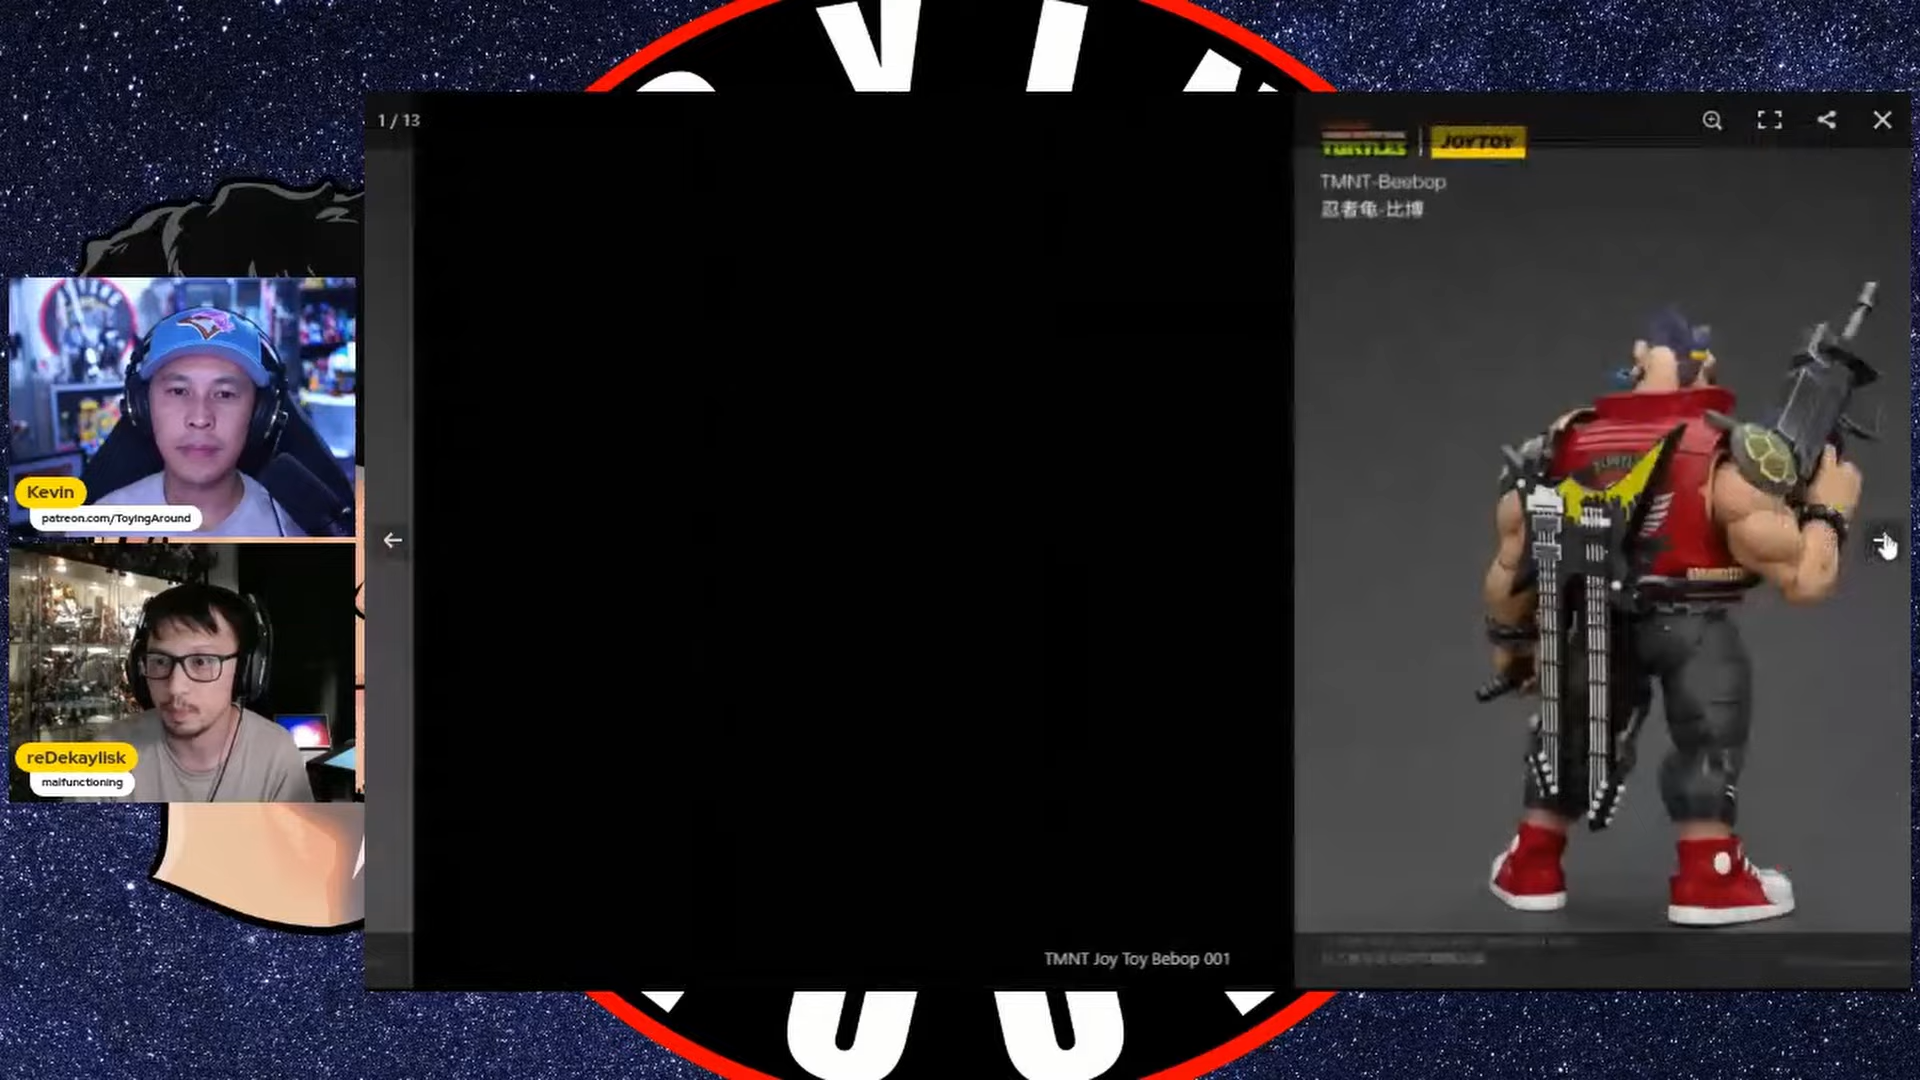 1 / 13
TURTLES
JOYTOY
TMNT-Beebop
忍者龟-比博
Kevin
patreon.com/ToyingAround
reDekaylisk
malfunctioning
TMNT Joy Toy Bebop 001